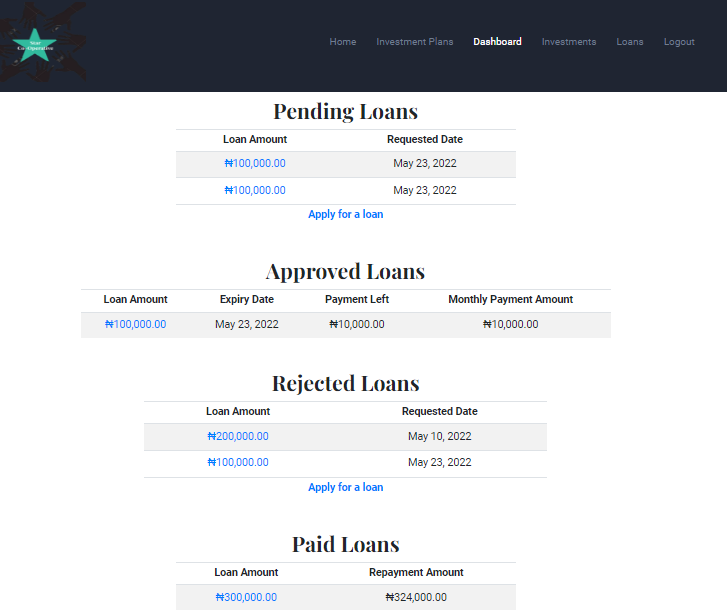 Star
Co-Operative
Home Investment Plans Dashboard Investments Loans Logout
Pending Loans
Loan Amount Requested Date
₦100,000.00 May 23, 2022
₦100,000.00 May 23, 2022
Apply for a loan
Approved Loans
Loan Amount Expiry Date Payment Left Monthly Payment Amount
₦100,000.00 May 23, 2022 ₦10,000.00 ₦10,000.00
Rejected Loans
Loan Amount Requested Date
₦200,000.00 May 10, 2022
₦100,000.00 May 23, 2022
Apply for a loan
Paid Loans
Loan Amount Repayment Amount
₦300,000.00 ₦324,000.00